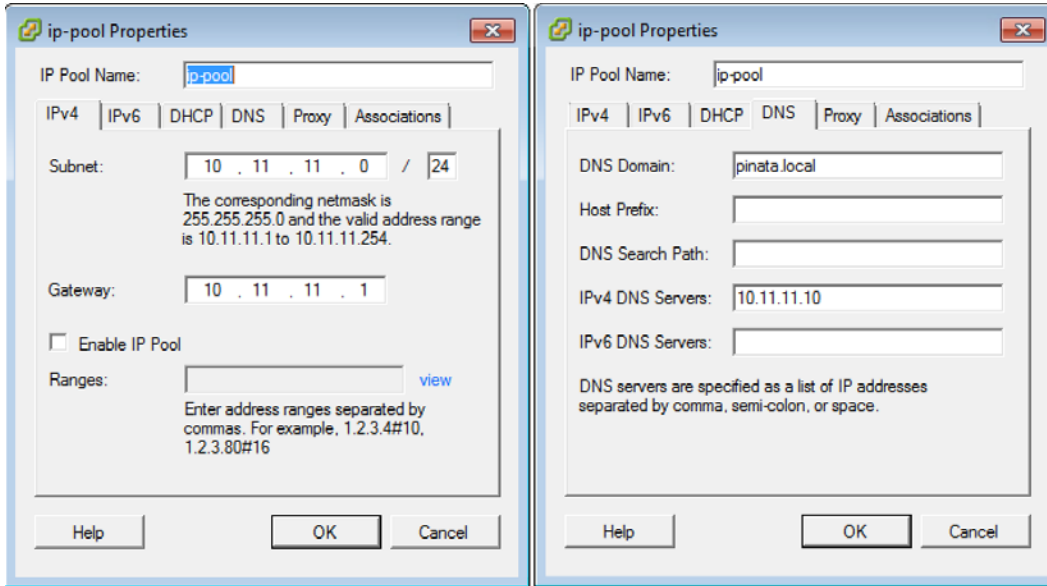 ip-pool Properties
IP Pool Name: ip-pool
IPv4 IPv6 DHCP DNS Proxy Associations
Subnet: 10 . 11 . 11 . 0 / 24
The corresponding netmask is
255.255.255.0 and the valid address range
is 10.11.11.1 to 10.11.11.254.
Gateway: 10 . 11 . 11 . 1
Enable IP Pool
Ranges: view
Enter address ranges separated by
commas. For example, 1.2.3.4#10,
1.2.3.80#16
Help OK Cancel
ip-pool Properties
IP Pool Name: ip-pool
IPv4 IPv6 DHCP DNS Proxy Associations
DNS Domain: pinata.local
Host Prefix:
DNS Search Path:
IPv4 DNS Servers: 10.11.11.10
IPv6 DNS Servers:
DNS servers are specified as a list of IP addresses
separated by comma, semi-colon, or space.
Help OK Cancel